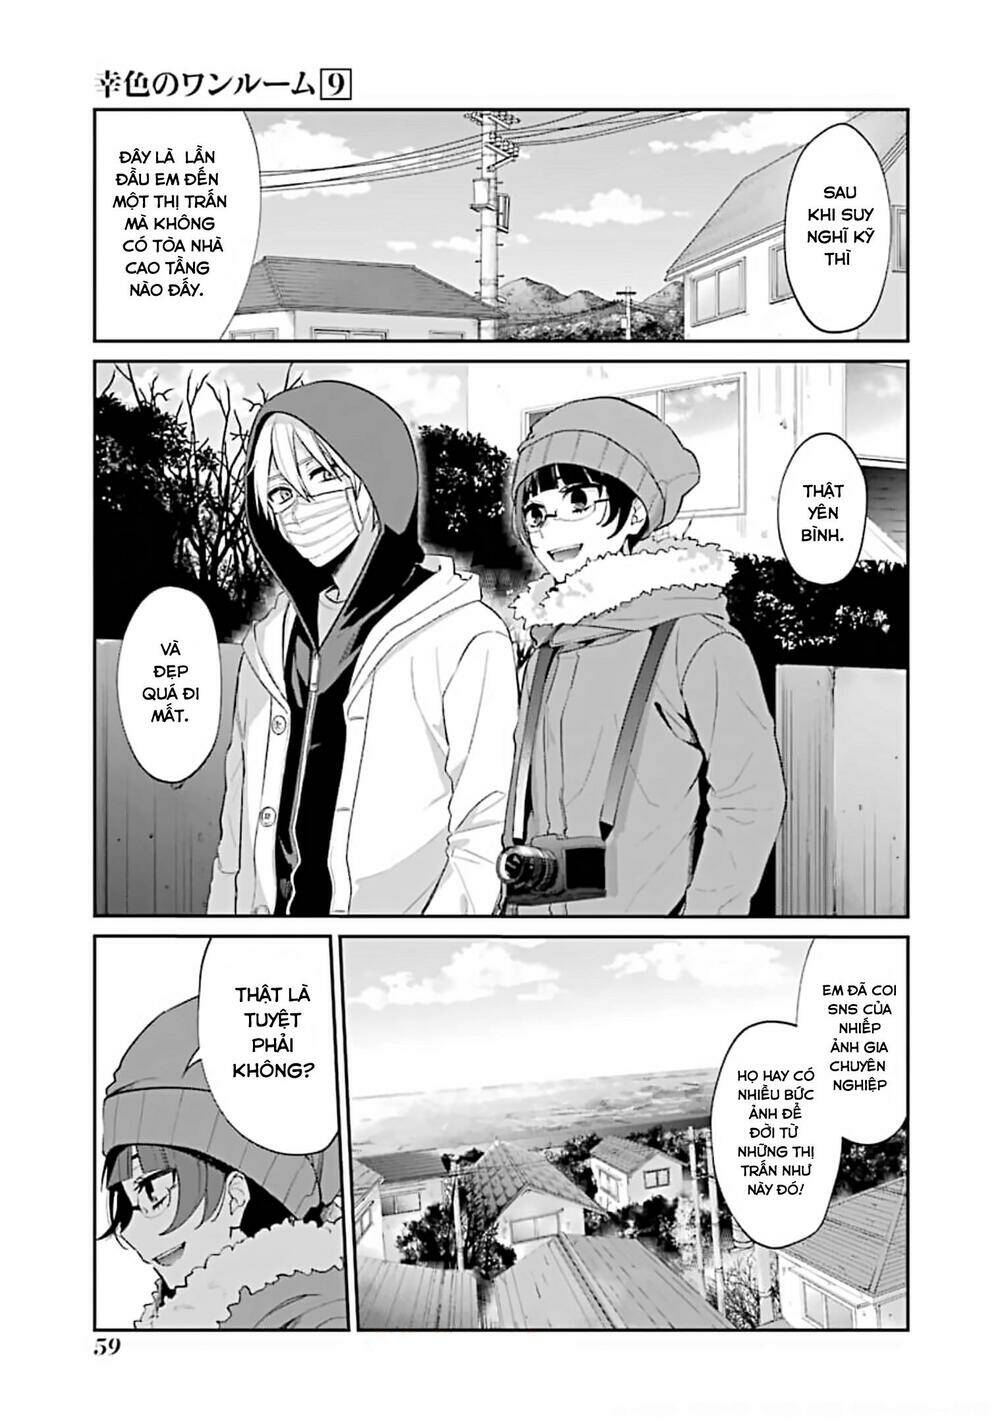 幸色のワンルーム 9
SAU
KHI SUY
NGHĨ KỸ
THÌ
ĐÂY LÀ LẦN
ĐẦU EM ĐẾN
MỘT THỊ TRẤN
MÀ KHÔNG
CÓ TÒA NHÀ
CAO TẦNG
NÀO ĐẤY.
THẬT
YÊN
BÌNH.
VÀ
ĐẸP
QUÁ ĐI
MẤT.
EM ĐÃ COI
SNS CỦA
NHIẾP
ẢNH GIA
CHUYÊN
NGHIỆP
HỌ HAY CÓ
NHIỀU BỨC
ẢNH ĐỂ
ĐỜI TỪ
NHỮNG THỊ
TRẤN NHƯ
NÀY ĐÓ!
THẬT LÀ
TUYỆT
PHẢI
KHÔNG?
59